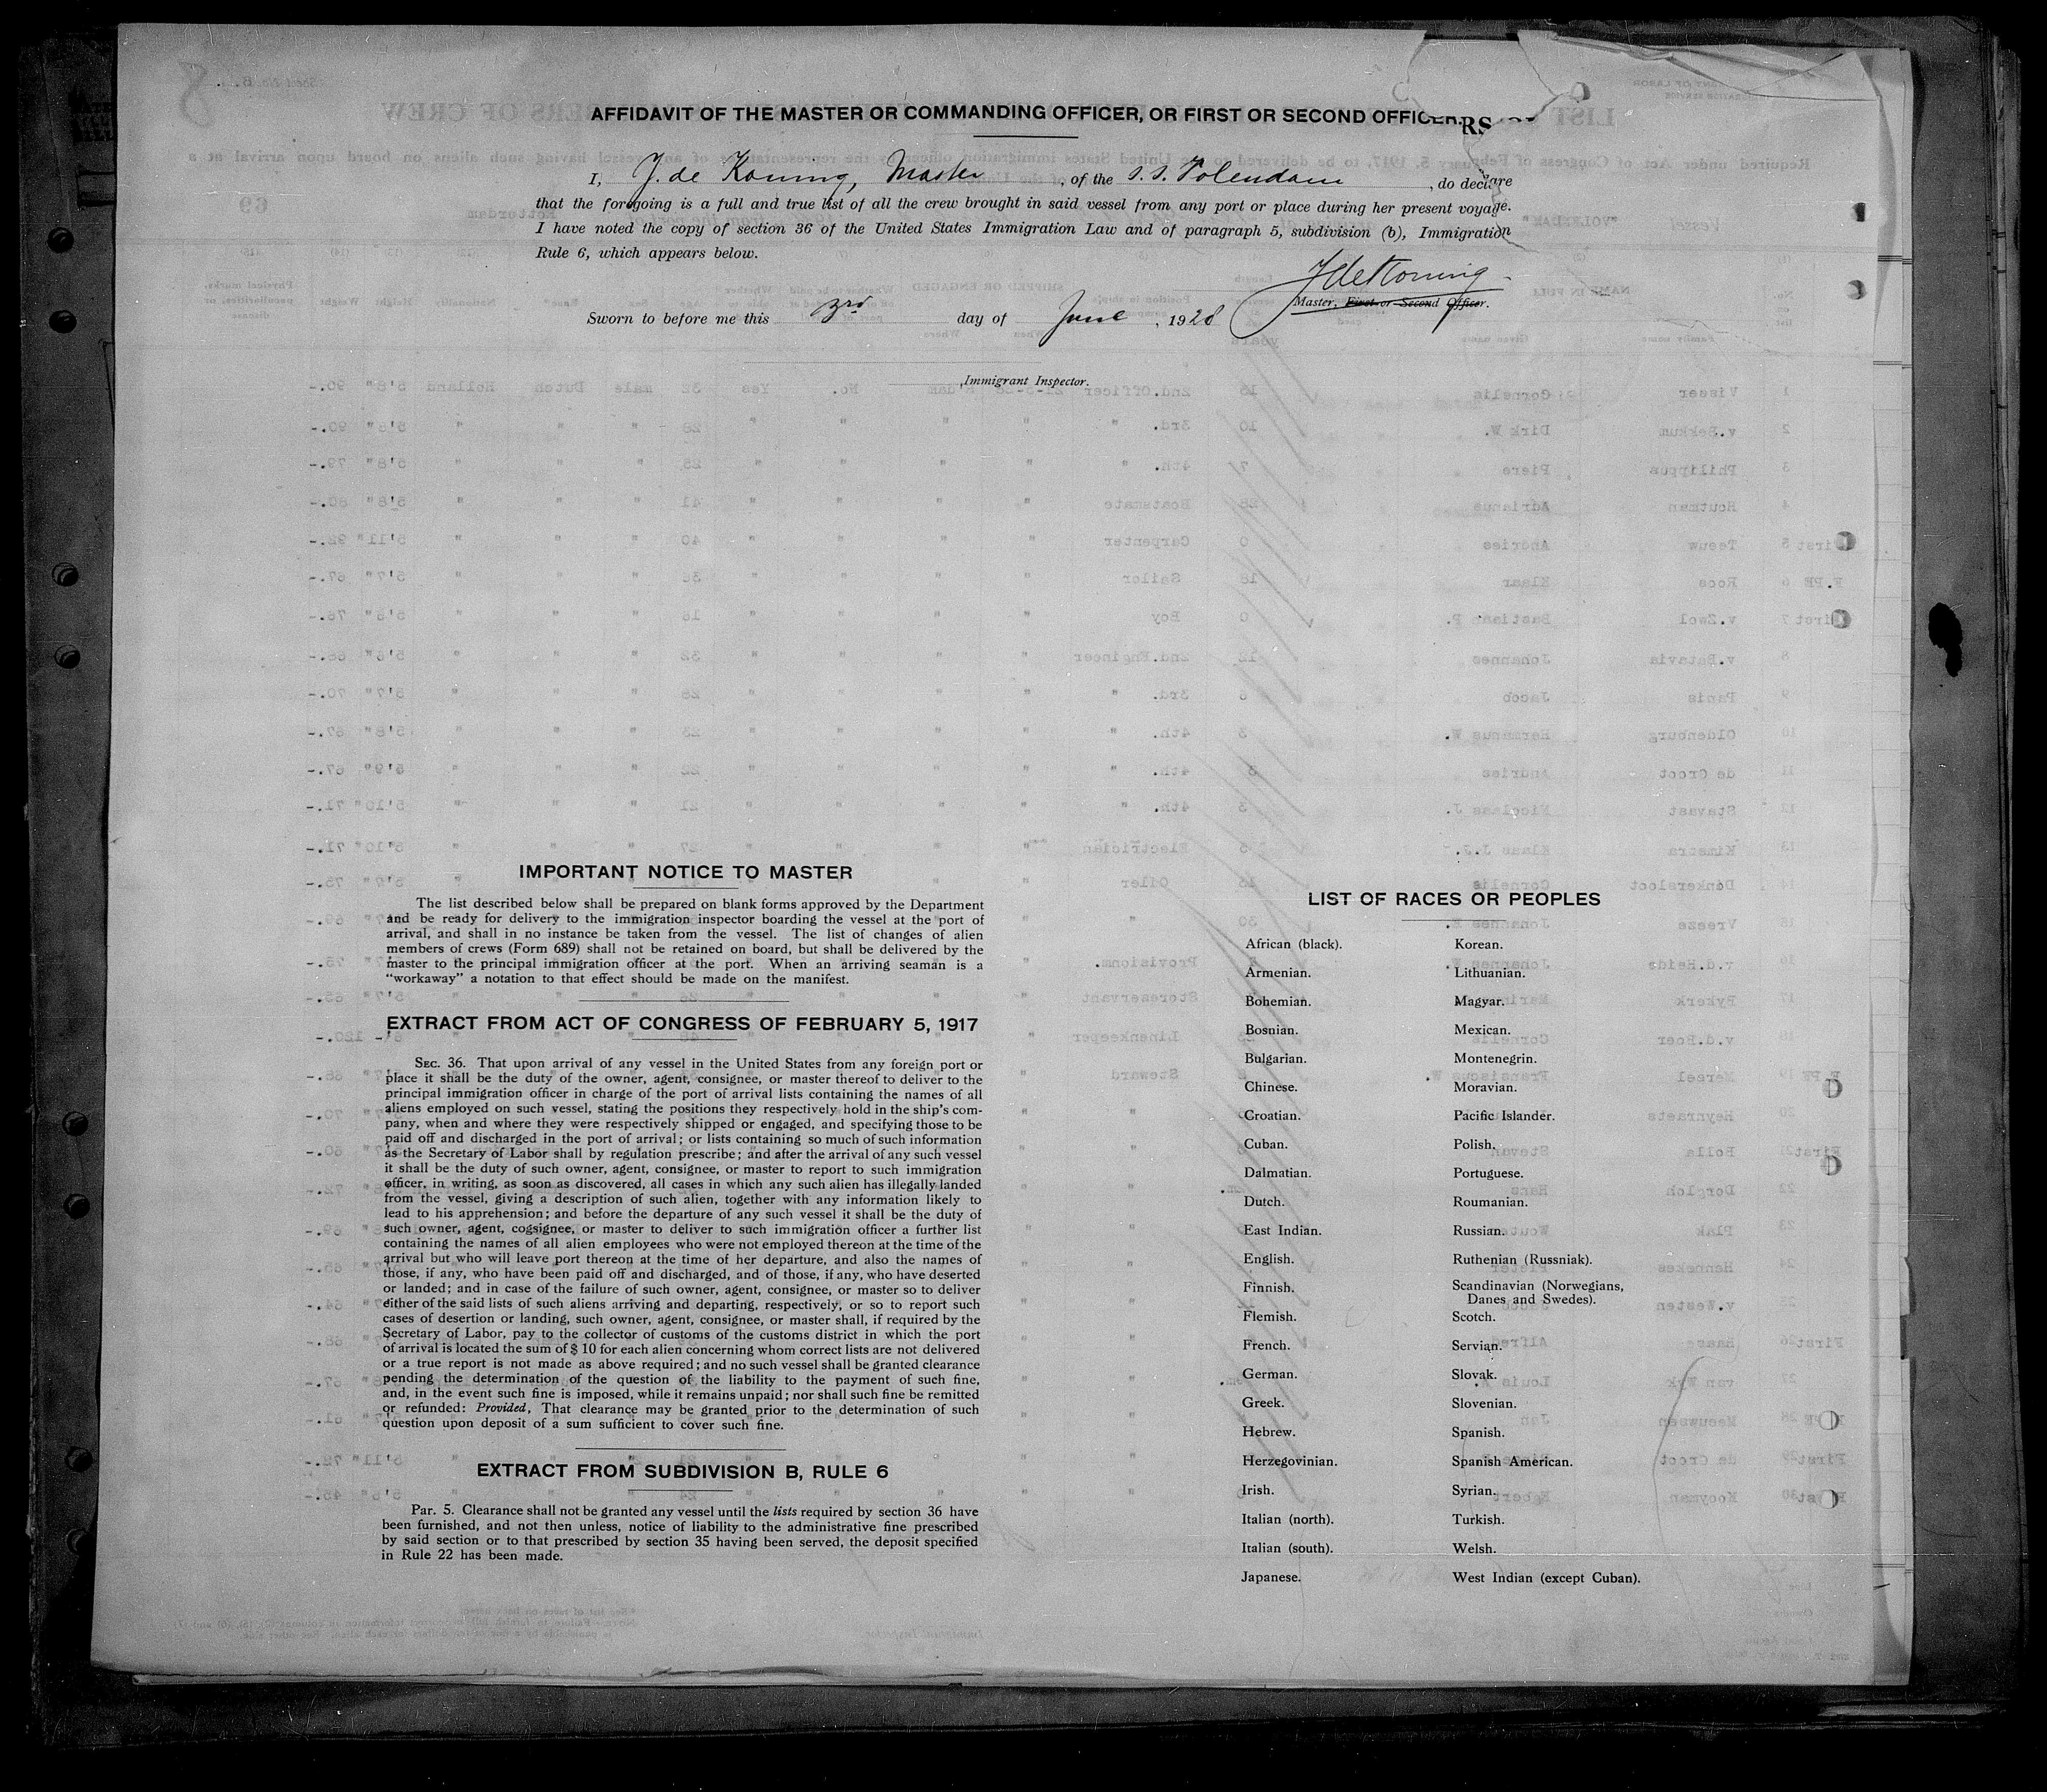 AFFIDAVIT OF THE MASTER OR COMMANDING OFFICER, OR FIRST OR SECOND OFFICER
I, J. de Koning, Master, of the S.S. Volendam, do declare
that the foregoing is a full and true list of all the crew brought in said vessel from any port or place during her present voyage.
I have noted the copy of section 36 of the United States Immigration Law and of paragraph 5, subdivision (b), Immigration
Rule 6, which appears below.
JdeKoning
Master, First or Second Officer.
Sworn to before me this 3rd day of June, 1928
Immigrant Inspector.
IMPORTANT NOTICE TO MASTER
The list described below shall be prepared on blank forms approved by the Department
and be ready for delivery to the immigration inspector boarding the vessel at the port of
arrival, and shall in no instance be taken from the vessel. The list of changes of alien
members of crews (Form 689) shall not be retained on board, but shall be delivered by the
master to the principal immigration officer at the port. When an arriving seaman is a
"workaway" a notation to that effect should be made on the manifest.
EXTRACT FROM ACT OF CONGRESS OF FEBRUARY 5, 1917
SEC. 36. That upon arrival of any vessel in the United States from any foreign port or
place it shall be the duty of the owner, agent, consignee, or master thereof to deliver to the
principal immigration officer in charge of the port of arrival lists containing the names of all
aliens employed on such vessel, stating the positions they respectively hold in the ship's com-
pany, when and where they were respectively shipped or engaged, and specifying those to be
paid off and discharged in the port of arrival; or lists containing so much of such information
as the Secretary of Labor shall by regulation prescribe; and after the arrival of any such vessel
it shall be the duty of such owner, agent, consignee, or master to report to such immigration
officer, in writing, as soon as discovered, all cases in which any such alien has illegally landed
from the vessel, giving a description of such alien, together with any information likely to
lead to his apprehension; and before the departure of any such vessel it shall be the duty of
such owner, agent, cogsignee, or master to deliver to such immigration officer a further list
containing the names of all alien employees who were not employed thereon at the time of the
arrival but who will leave port thereon at the time of her departure, and also the names of
those, if any, who have been paid off and discharged, and of those, if any, who have deserted
or landed; and in case of the failure of such owner, agent, consignee, or master so to deliver
either of the said lists of such aliens arriving and departing, respectively, or so to report such
cases of desertion or landing, such owner, agent, consignee, or master shall, if required by the
Secretary of Labor, pay to the collector of customs of the customs district in which the port
of arrival is located the sum of $ 10 for each alien concerning whom correct lists are not delivered
or a true report is not made as above required; and no such vessel shall be granted clearance
pending the determination of the question of the liability to the payment of such fine,
and, in the event such fine is imposed, while it remains unpaid; nor shall such fine be remitted
or refunded: Provided, That clearance may be granted prior to the determination of such
question upon deposit of a sum sufficient to cover such fine.
EXTRACT FROM SUBDIVISION B, RULE 6
Par. 5. Clearance shall not be granted any vessel until the lists required by section 36 have
been furnished, and not then unless, notice of liability to the administrative fine prescribed
by said section or to that prescribed by section 35 having been served, the deposit specified
in Rule 22 has been made.
LIST OF RACES OR PEOPLES
African (black).
Armenian.
Bohemian.
Bosnian.
Bulgarian.
Chinese.
Croatian.
Cuban.
Dalmatian.
Dutch.
East Indian.
English.
Finnish.
Flemish.
French.
German.
Greek.
Hebrew.
Herzegovinian.
Irish.
Italian (north).
Italian (south).
Japanese.
Korean.
Lithuanian.
Magyar.
Mexican.
Montenegrin.
Moravian.
Pacific Islander.
Polish.
Portuguese.
Roumanian.
Russian.
Ruthenian (Russniak).
Scandinavian (Norwegians,
Danes and Swedes).
Scotch.
Servian.
Slovak.
Slovenian.
Spanish.
Spanish American.
Syrian.
Turkish.
Welsh.
West Indian (except Cuban).